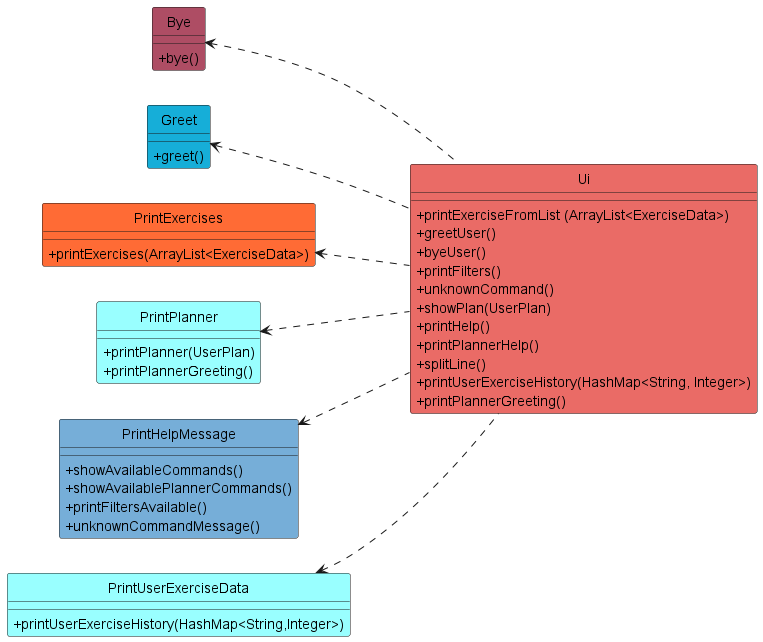 Bye
+bye()
Greet
+greet()
PrintExercises
+printExercises(ArrayList<ExerciseData>)
PrintPlanner
+printPlanner(UserPlan)
+printPlannerGreeting()
PrintHelpMessage
+showAvailableCommands()
+showAvailablePlannerCommands()
+printFiltersAvailable()
+unknownCommandMessage()
PrintUserExerciseData
+printUserExerciseHistory(HashMap<String,Integer>)
Ui
+printExerciseFromList (ArrayList<ExerciseData>)
+greetUser()
+byeUser()
+printFilters()
+unknownCommand()
+showPlan(UserPlan)
+printHelp()
+printPlannerHelp()
+splitLine()
+printUserExerciseHistory(HashMap<String, Integer>)
+printPlannerGreeting()